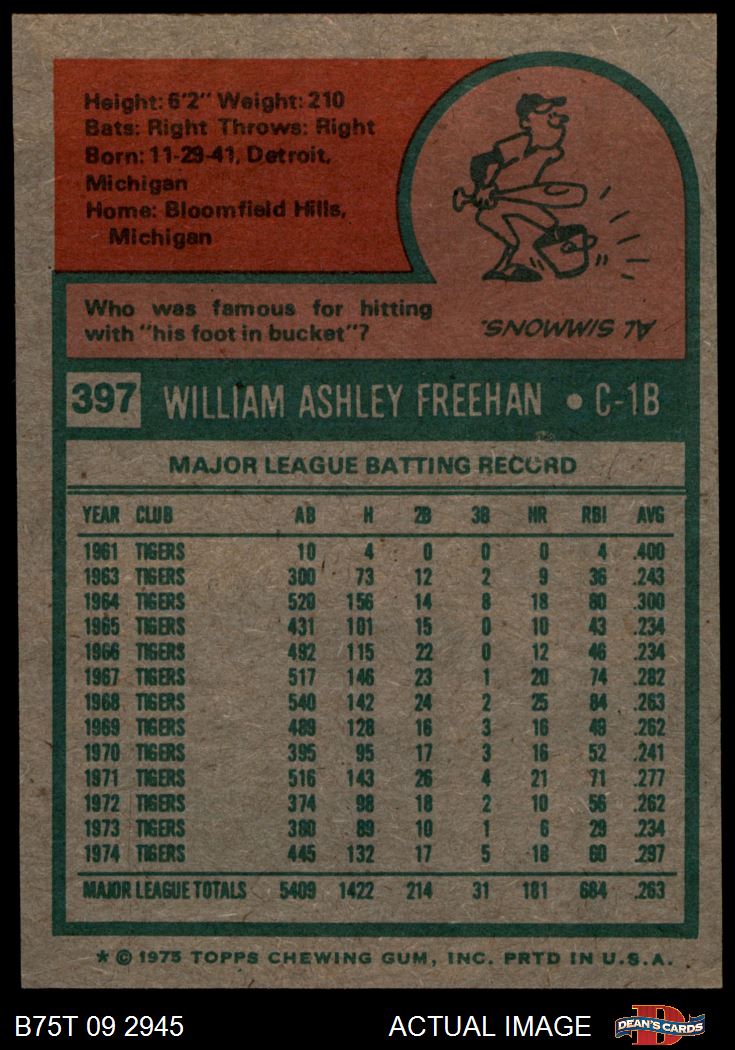 Height: 6'2" Weight: 210
Bats: Right Throws: Right
Born: 11-29-41, Detroit,
Michigan
Home: Bloomfield Hills,
Michigan
Who was famous for hitting
with "his foot in bucket"?
AL SIMMONS.
397 WILLIAM ASHLEY FREEHAN • C-1B
MAJOR LEAGUE BATTING RECORD
YEAR CLUB AB H 2B 3B HR RBI AVG
1961 TIGERS 10 4 0 0 0 4 .400
1963 TIGERS 300 73 12 2 9 36 .243
1964 TIGERS 520 156 14 8 18 80 .300
1965 TIGERS 431 101 15 0 10 43 .234
1966 TIGERS 492 115 22 0 12 46 .234
1967 TIGERS 517 146 23 1 20 74 .282
1968 TIGERS 540 142 24 2 25 84 .263
1969 TIGERS 489 128 16 3 16 49 .262
1970 TIGERS 395 95 17 3 16 52 .241
1971 TIGERS 516 143 26 4 21 71 .277
1972 TIGERS 374 98 18 2 10 56 .262
1973 TIGERS 380 89 10 1 6 29 .234
1974 TIGERS 445 132 17 5 18 60 .297
MAJOR LEAGUE TOTALS 5409 1422 214 31 181 684 .263
* © 1975 TOPPS CHEWING GUM, INC. PRTD IN U.S.A.
B75T 09 2945 ACTUAL IMAGE D DEAN'S CARDS